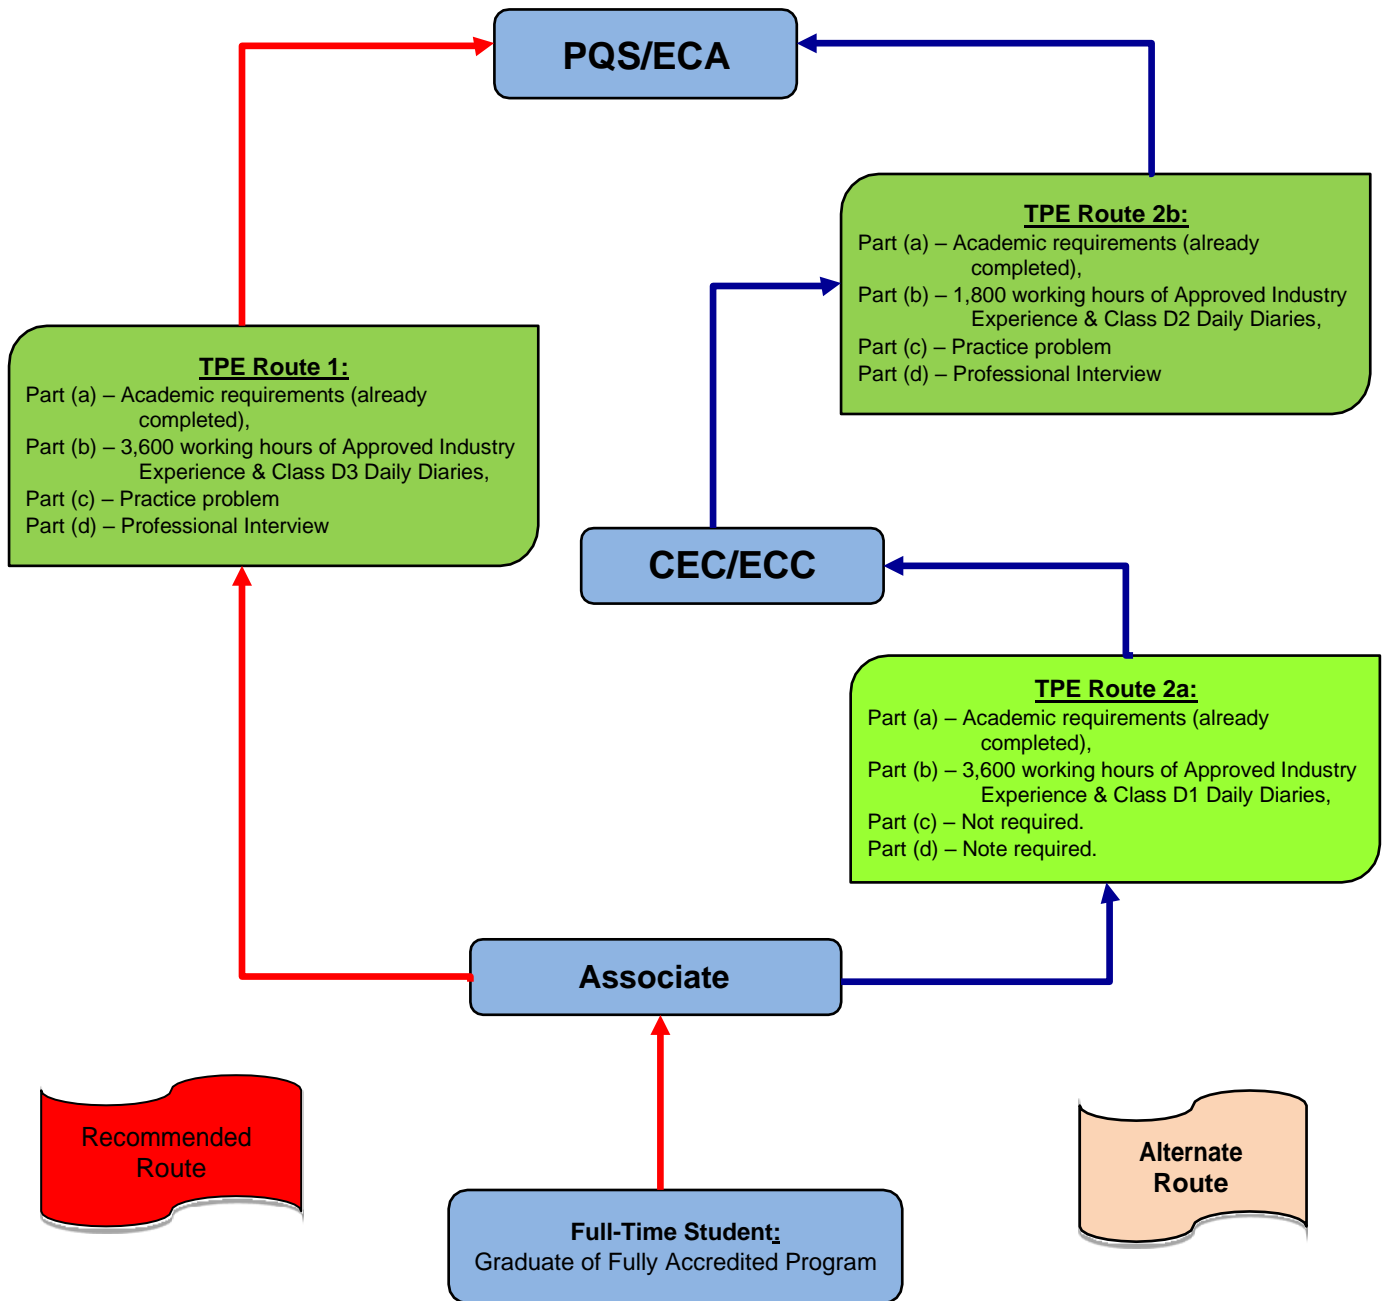 PQS/ECA
TPE Route 2b:
Part (a) – Academic requirements (already
completed),
Part (b) – 1,800 working hours of Approved Industry
Experience & Class D2 Daily Diaries,
Part (c) – Practice problem
Part (d) – Professional Interview
TPE Route 1:
Part (a) – Academic requirements (already
completed),
Part (b) – 3,600 working hours of Approved Industry
Experience & Class D3 Daily Diaries,
Part (c) – Practice problem
Part (d) – Professional Interview
CEC/ECC
TPE Route 2a:
Part (a) – Academic requirements (already
completed),
Part (b) – 3,600 working hours of Approved Industry
Experience & Class D1 Daily Diaries,
Part (c) – Not required.
Part (d) – Note required.
Associate
Recommended
Route
Alternate
Route
Full-Time Student:
Graduate of Fully Accredited Program